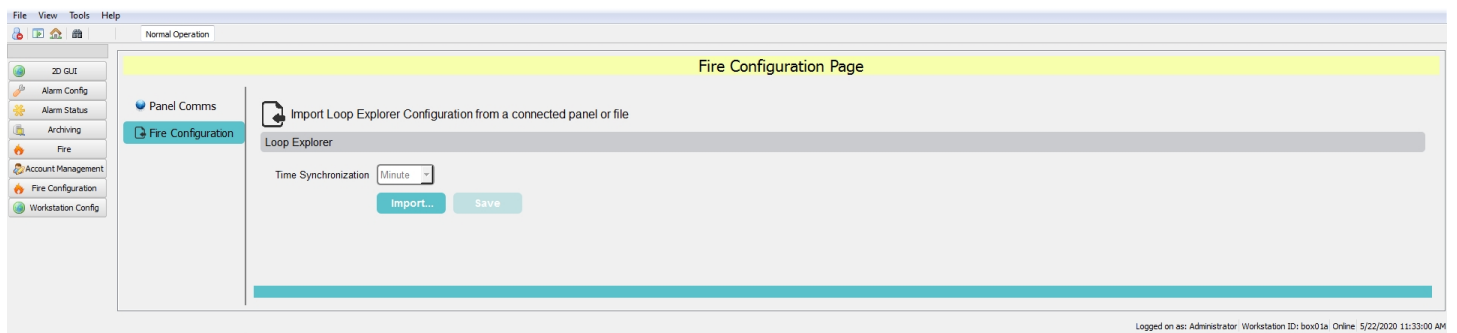 File View Tools Help
Normal Operation
2D GUI
Alarm Config
Alarm Status
Archiving
Fire
Account Management
Fire Configuration
Workstation Config
Fire Configuration Page
Panel Comms
Fire Configuration
Import Loop Explorer Configuration from a connected panel or file
Loop Explorer
Time Synchronization Minute
Import... Save
Logged on as: Administrator Workstation ID: box01a Online 5/22/2020 11:33:00 AM